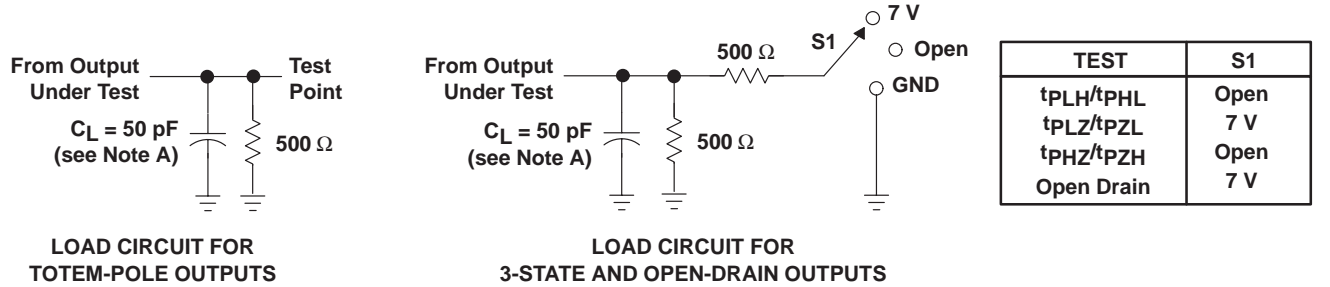 From Output
Under Test
Test
Point
CL = 50 pF
(see Note A)
500 Ω
LOAD CIRCUIT FOR
TOTEM-POLE OUTPUTS
From Output
Under Test
500 Ω
S1
7 V
Open
GND
CL = 50 pF
(see Note A)
500 Ω
LOAD CIRCUIT FOR
3-STATE AND OPEN-DRAIN OUTPUTS
TEST S1
tPLH/tPHL Open
tPLZ/tPZL 7 V
tPHZ/tPZH Open
Open Drain 7 V